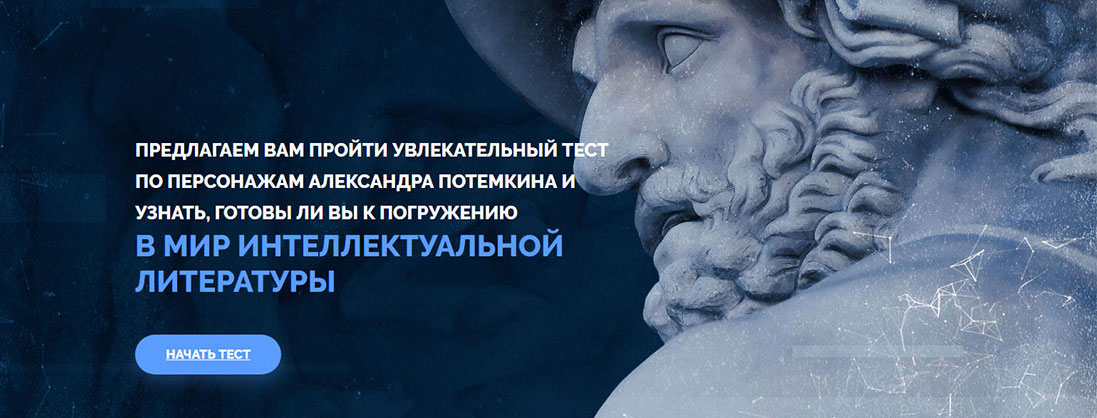 ПРЕДЛАГАЕМ ВАМ ПРОЙТИ УВЛЕКАТЕЛЬНЫЙ ТЕСТ
ПО ПЕРСОНАЖАМ АЛЕКСАНДРА ПОТЕМКИНА И
УЗНАТЬ, ГОТОВЫ ЛИ ВЫ К ПОГРУЖЕНИЮ
В МИР ИНТЕЛЛЕКТУАЛЬНОЙ
ЛИТЕРАТУРЫ
НАЧАТЬ ТЕСТ